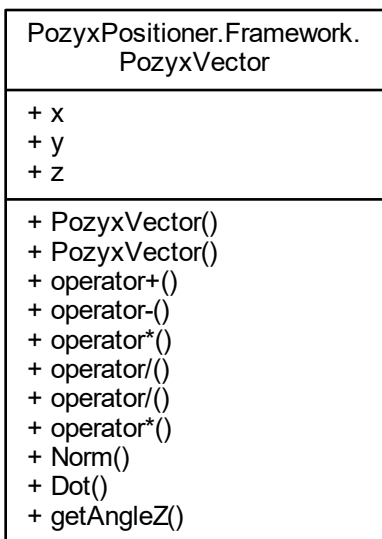 PozyxPositioner.Framework.
PozyxVector
+ x
+ y
+ z
+ PozyxVector()
+ PozyxVector()
+ operator+()
+ operator-()
+ operator*()
+ operator/()
+ operator/()
+ operator*()
+ Norm()
+ Dot()
+ getAngleZ()